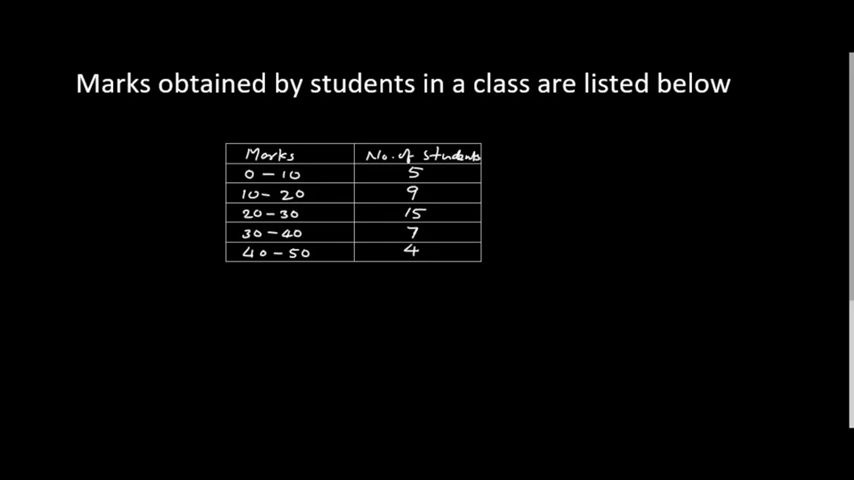 Marks obtained by students in a class are listed below
Marks No. of students
0 - 10 5
10 - 20 9
20 - 30 15
30 - 40 7
40 - 50 4